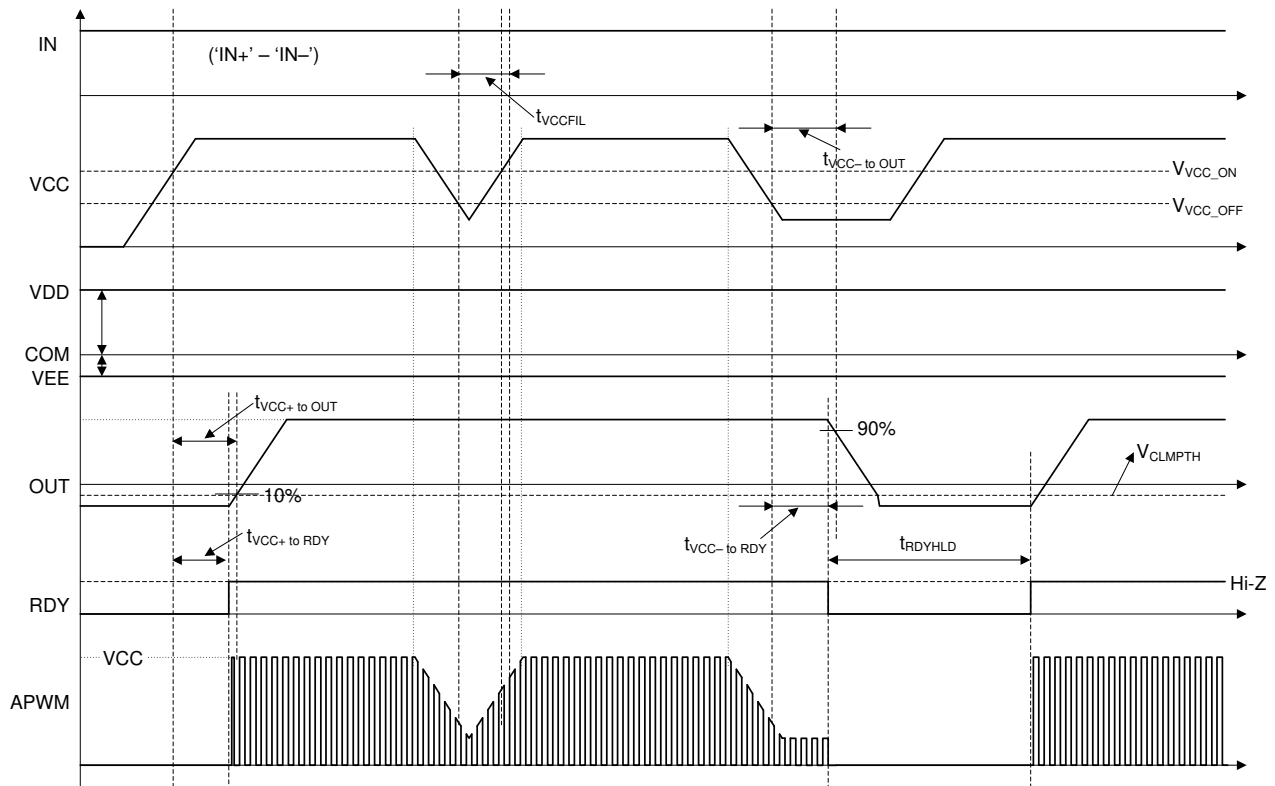 IN
(‘IN+’ – ‘IN–’)
tVCCFIL
tVCC– to OUT
VCC
VVCC_ON
VVCC_OFF
VDD
COM
VEE
tVCC+ to OUT
90%
VCLMPTH
OUT
10%
tVCC+ to RDY
tVCC– to RDY
tRDYHLD
Hi-Z
RDY
VCC
APWM